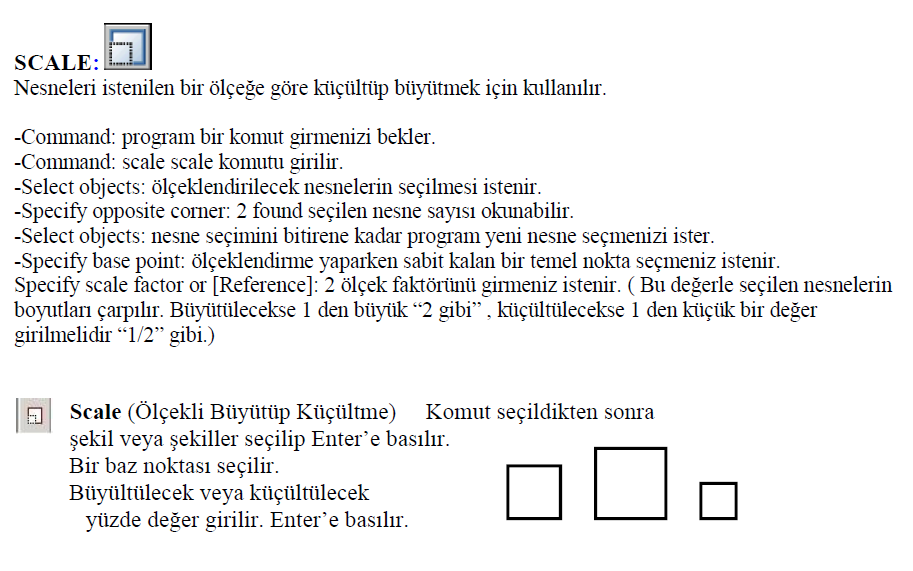 SCALE:
Nesneleri istenilen bir ölçeğe göre küçültüp büyütmek için kullanılır.
-Command: program bir komut girmenizi bekler.
-Command: scale scale komutu girilir.
-Select objects: ölçeklendirilecek nesnelerin seçilmesi istenir.
-Specify opposite corner: 2 found seçilen nesne sayısı okunabilir.
-Select objects: nesne seçimini bitirene kadar program yeni nesne seçmenizi ister.
-Specify base point: ölçeklendirme yaparken sabit kalan bir temel nokta seçmeniz istenir.
Specify scale factor or [Reference]: 2 ölçek faktörünü girmeniz istenir. ( Bu değerle seçilen nesnelerin
boyutları çarpılır. Büyütülecekse 1 den büyük “2 gibi” , küçültülecekse 1 den küçük bir değer
girilmelidir “1/2” gibi.)
Scale (Ölçekli Büyütüp Küçültme) Komut seçildikten sonra
şekil veya şekiller seçilip Enter’e basılır.
Bir baz noktası seçilir.
Büyültülecek veya küçültülecek
yüzde değer girilir. Enter’e basılır.